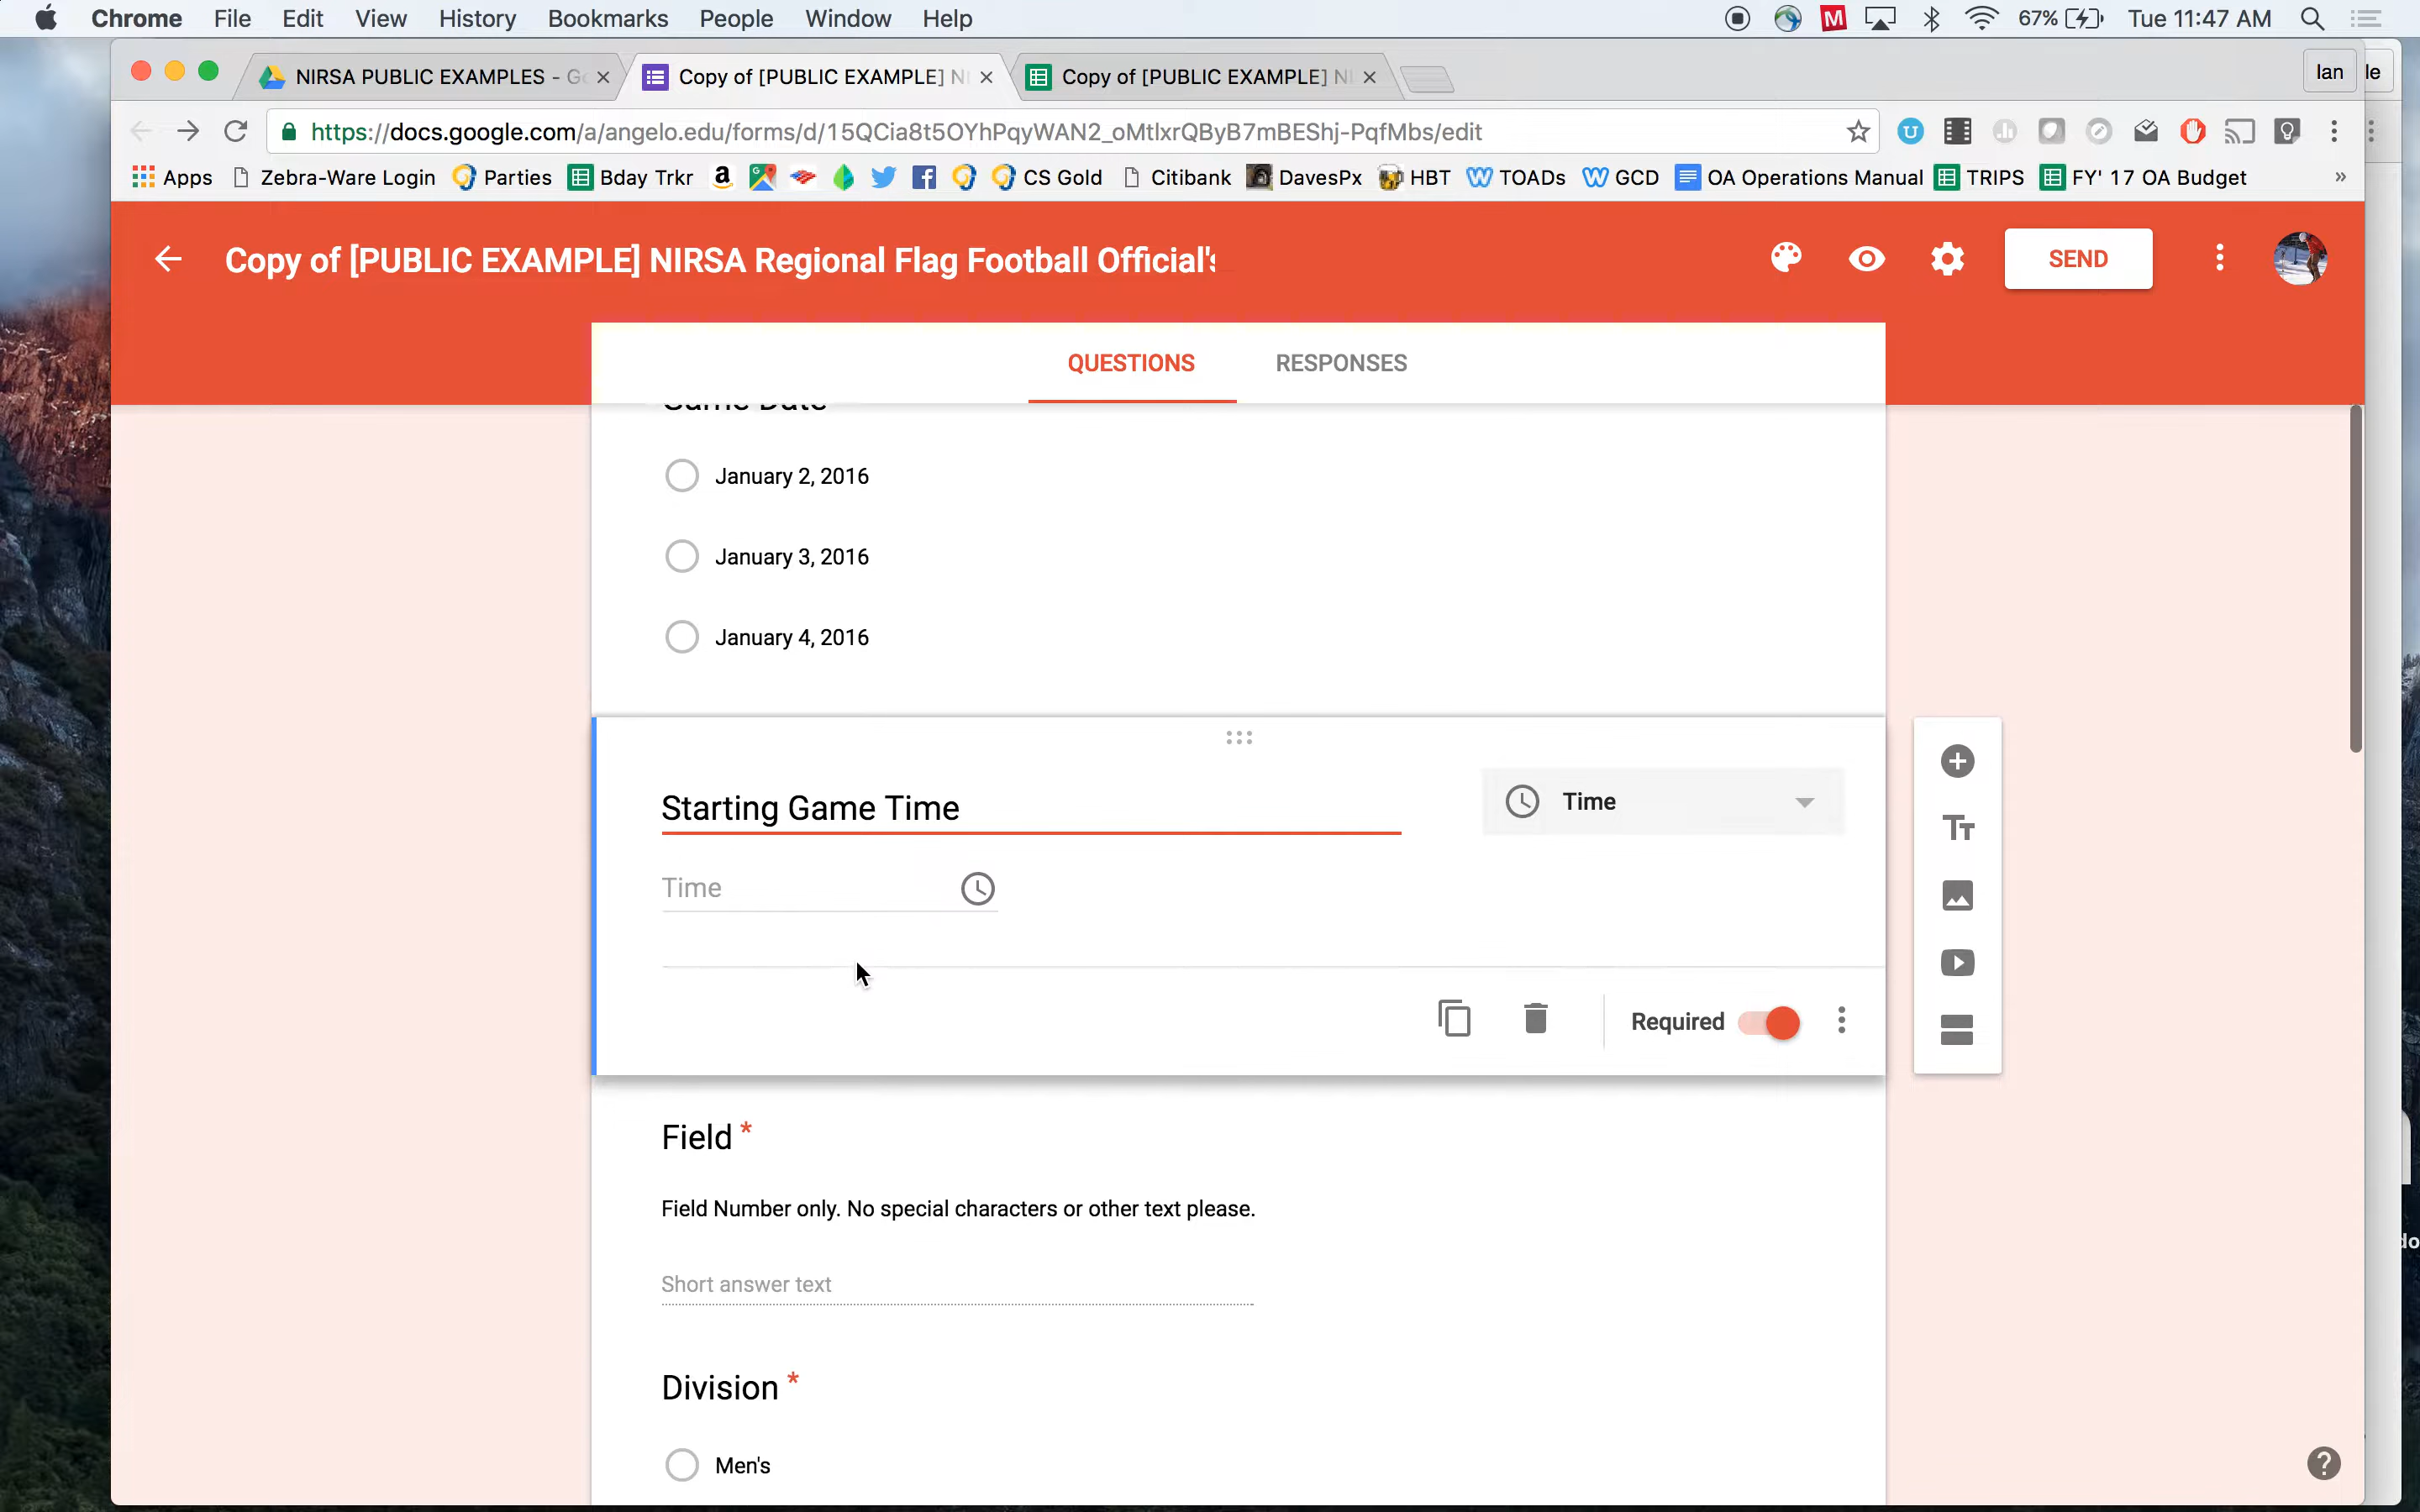 Chrome File Edit View History Bookmarks People Window Help M 67% Tue 11:47 AM
NIRSA PUBLIC EXAMPLES - Copy of [PUBLIC EXAMPLE] Copy of [PUBLIC EXAMPLE] Ian le
https://docs.google.com/a/angelo.edu/forms/d/15QCia8t5OYhPqyWAN2_oMtlxrQByB7mBEShj-PqfMbs/edit
Apps Zebra-Ware Login Parties Bday Trkr a CS Gold Citibank DavesPx HBT TOADs GCD OA Operations Manual TRIPS FY' 17 OA Budget »
Copy of [PUBLIC EXAMPLE] NIRSA Regional Flag Football Official's SEND
QUESTIONS RESPONSES
Game Date
January 2, 2016
January 3, 2016
January 4, 2016
Starting Game Time Time
Time
Required
Field *
Field Number only. No special characters or other text please.
Short answer text
Division *
Men's